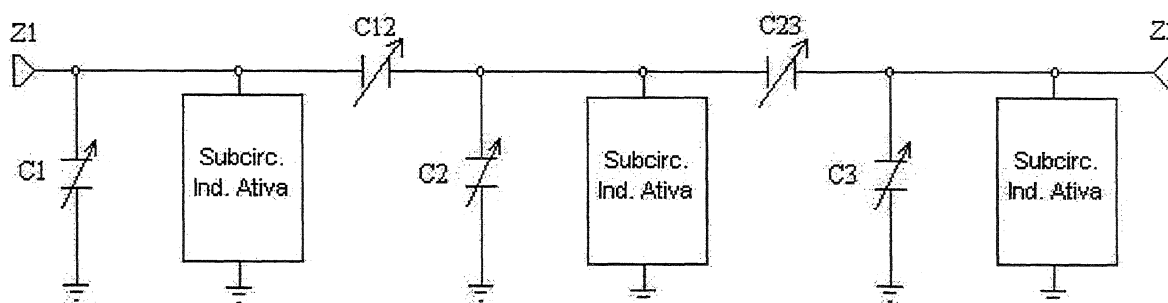 Z1
C12
C23
C1
Subcirc.
Ind. Ativa
C2
Subcirc.
Ind. Ativa
C3
Subcirc.
Ind. Ativa